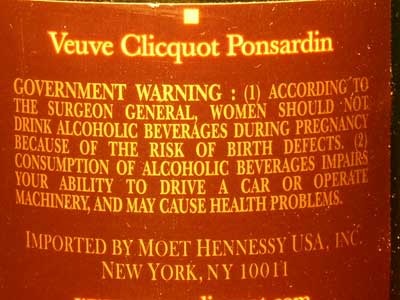 Veuve Clicquot Ponsardin
GOVERNMENT WARNING : (1) ACCORDING TO
THE SURGEON GENERAL, WOMEN SHOULD NOT
DRINK ALCOHOLIC BEVERAGES DURING PREGNANCY
BECAUSE OF THE RISK OF BIRTH DEFECTS. (2)
CONSUMPTION OF ALCOHOLIC BEVERAGES IMPAIRS
YOUR ABILITY TO DRIVE A CAR OR OPERATE
MACHINERY, AND MAY CAUSE HEALTH PROBLEMS.
IMPORTED BY MOET HENNESSY USA, INC.
NEW YORK, NY 10011